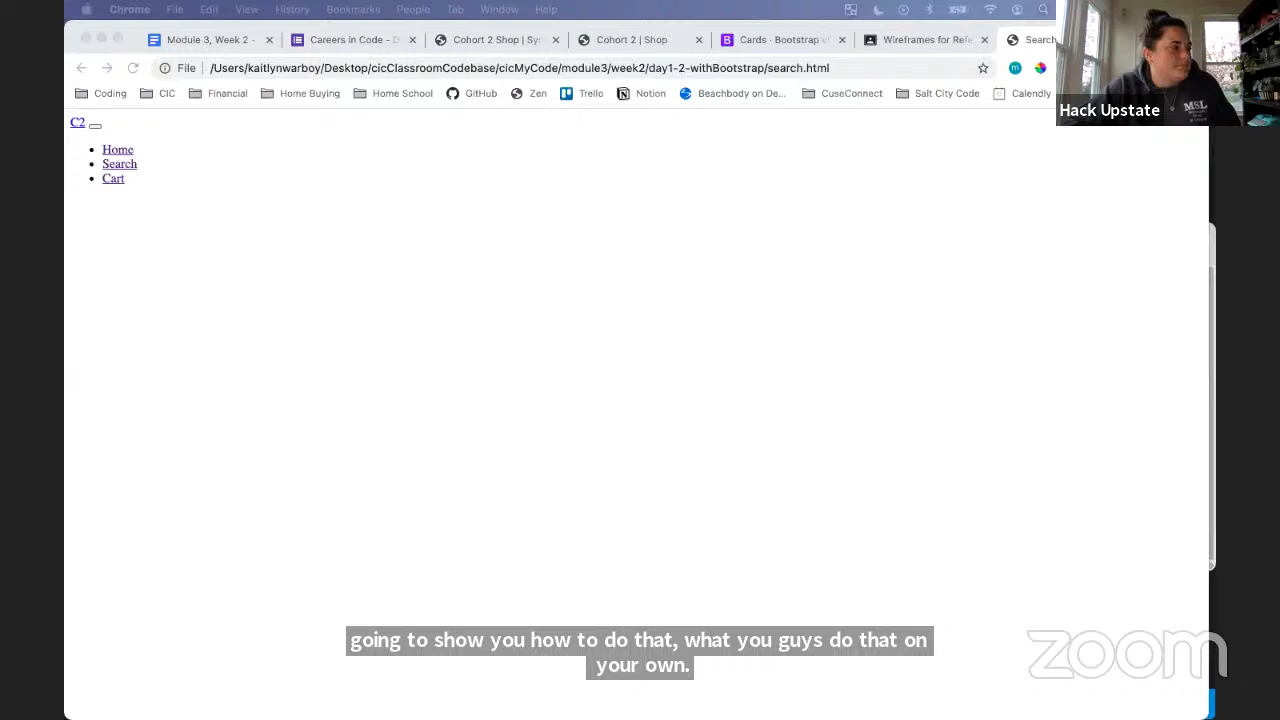 Chrome File Edit View History Bookmarks People Tab Window Help
Module 3, Week 2 - Careers in Code - D Cohort 2 Sho Cohort 2 | Shop Cards · Bootstrap v Wireframes for Refe Search
File /Users/kaitlynwarboy/Desktop/cicClassroomCodebase/classCode/module3/week2/day1-2-withBootstrap/search.html
Coding CIC Financial Home Buying Home School GitHub Zen Trello Notion Beachbody on De... CuseConnect Salt City Code Calendly
MSL
Hack Upstate
C2
Home
Search
Cart
going to show you how to do that, what you guys do that on
your own.
zoom